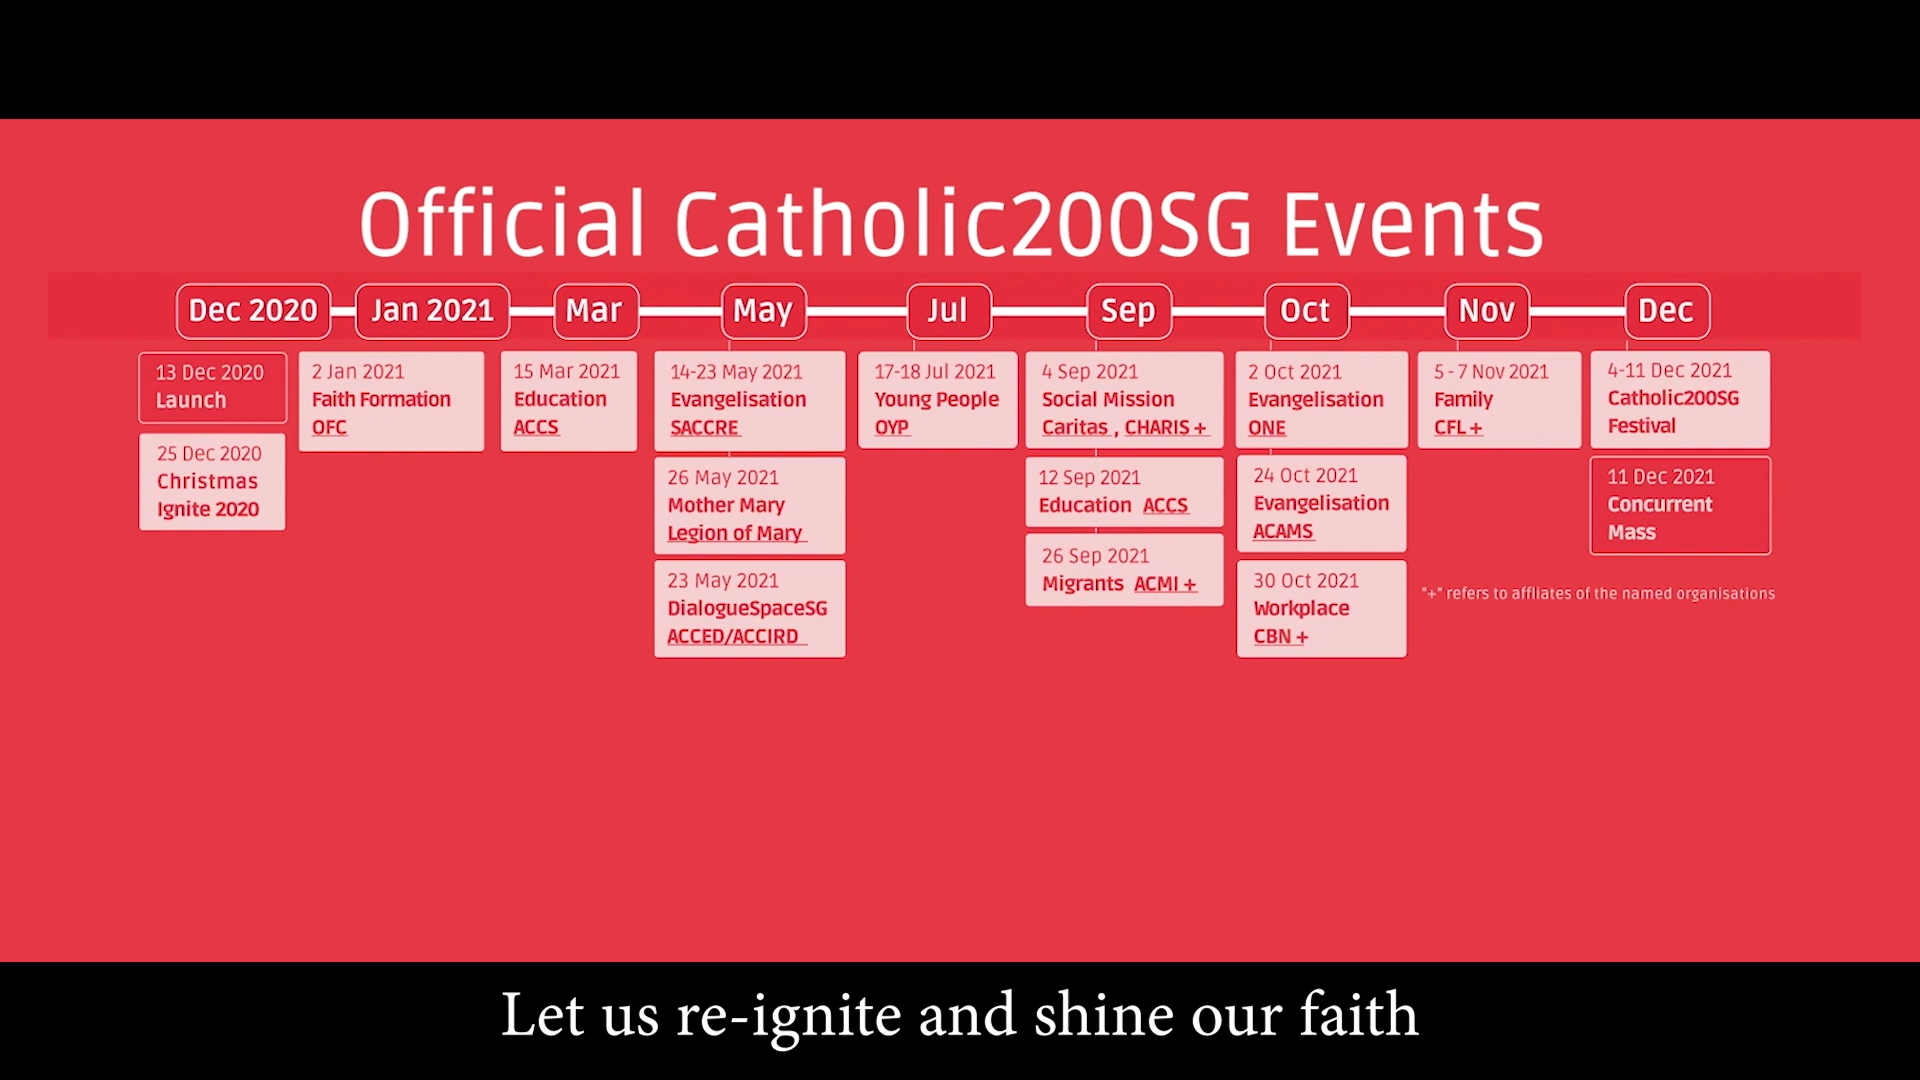 Official Catholic200SG Events
Dec 2020
Jan 2021
Mar
May
Jul
Sep
Oct
Nov
Dec
13 Dec 2020
Launch
25 Dec 2020
Christmas
Ignite 2020
2 Jan 2021
Faith Formation
OFC
15 Mar 2021
Education
ACCS
14-23 May 2021
Evangelisation
SACCRE
26 May 2021
Mother Mary
Legion of Mary
23 May 2021
DialogueSpaceSG
ACCED/ACCIRD
17-18 Jul 2021
Young People
OYP
4 Sep 2021
Social Mission
Caritas , CHARIS +
12 Sep 2021
Education ACCS
26 Sep 2021
Migrants ACMI +
2 Oct 2021
Evangelisation
ONE
24 Oct 2021
Evangelisation
ACAMS
30 Oct 2021
Workplace
CBN +
5 - 7 Nov 2021
Family
CFL +
4-11 Dec 2021
Catholic200SG
Festival
11 Dec 2021
Concurrent
Mass
"+" refers to affliates of the named organisations
Let us re-ignite and shine our faith